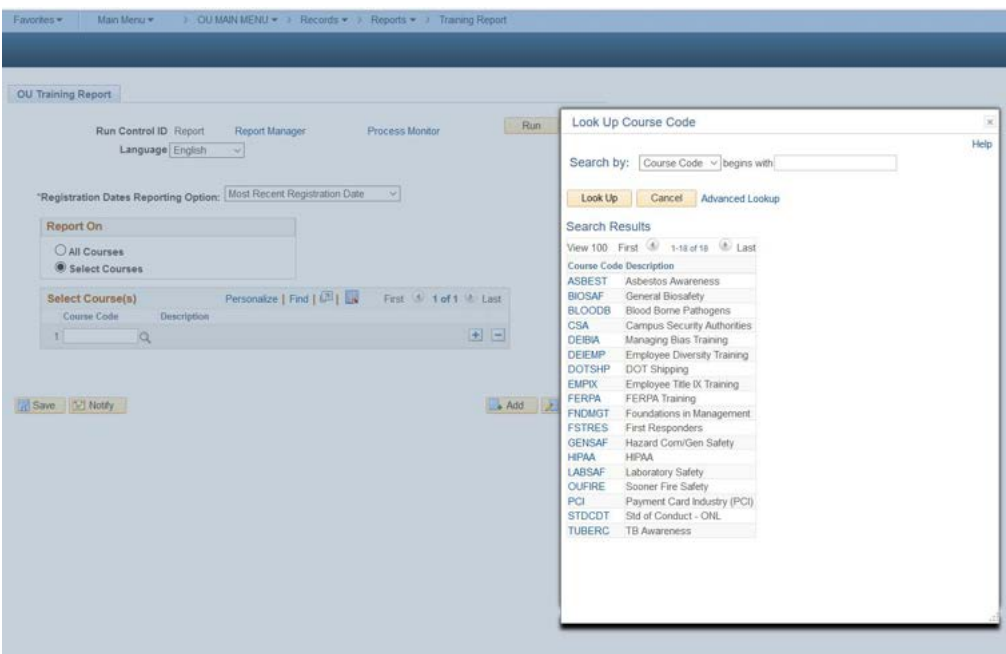 Favorites Main Menu > OU MAIN MENU > Records > Reports > Training Report
OU Training Report
Run Control ID Report Report Manager Process Monitor Run
Language English
*Registration Dates Reporting Option: Most Recent Registration Date
Report On
All Courses
Select Courses
Select Course(s) Personalize | Find | | First 1 of 1 Last
Course Code Description
1
Save Notify Add
Look Up Course Code
Help
Search by: Course Code begins with
Look Up Cancel Advanced Lookup
Search Results
View 100 First 1-18 of 18 Last
Course Code Description
ASBEST Asbestos Awareness
BIOSAF General Biosafety
BLOODB Blood Borne Pathogens
CSA Campus Security Authorities
DEIBIA Managing Bias Training
DEIEMP Employee Diversity Training
DOTSHP DOT Shipping
EMPIX Employee Title IX Training
FERPA FERPA Training
FNDMGT Foundations in Management
FSTRES First Responders
GENSAF Hazard Com/Gen Safety
HIPAA HIPAA
LABSAF Laboratory Safety
OUFIRE Sooner Fire Safety
PCI Payment Card Industry (PCI)
STDCDT Std of Conduct - ONL
TUBERC TB Awareness